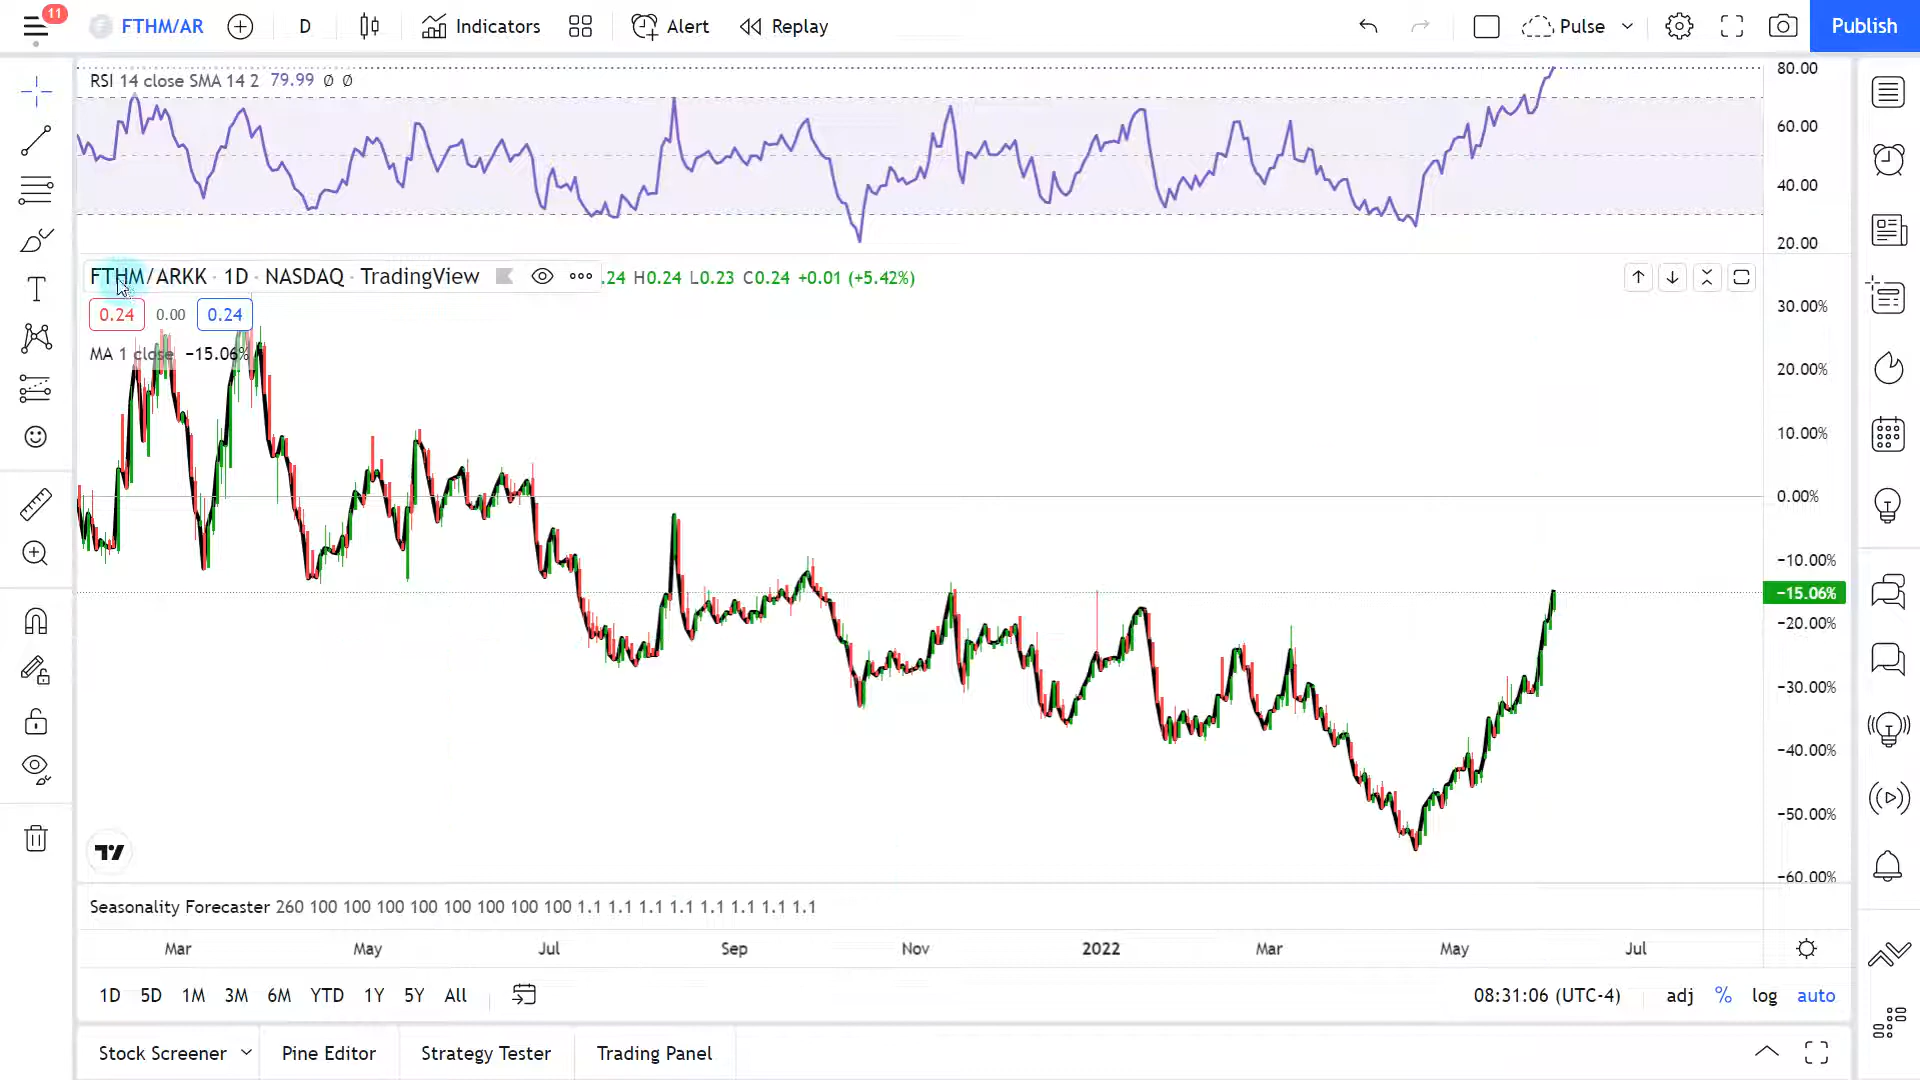 11
FTHM/AR
D
Indicators
Alert
Replay
Pulse
Publish
RSI 14 close SMA 14 2 79.99 Ø Ø
80.00
60.00
40.00
20.00
FTHM/ARKK · 1D · NASDAQ · TradingView
.24 H0.24 L0.23 C0.24 +0.01 (+5.42%)
0.24 0.00 0.24
MA 1 close −15.06%
30.00%
20.00%
10.00%
0.00%
−10.00%
−15.06%
−20.00%
−30.00%
−40.00%
−50.00%
−60.00%
Seasonality Forecaster 260 100 100 100 100 100 100 100 100 1.1 1.1 1.1 1.1 1.1 1.1 1.1 1.1
Mar May Jul Sep Nov 2022 Mar May Jul
1D 5D 1M 3M 6M YTD 1Y 5Y All
08:31:06 (UTC-4) adj % log auto
Stock Screener Pine Editor Strategy Tester Trading Panel